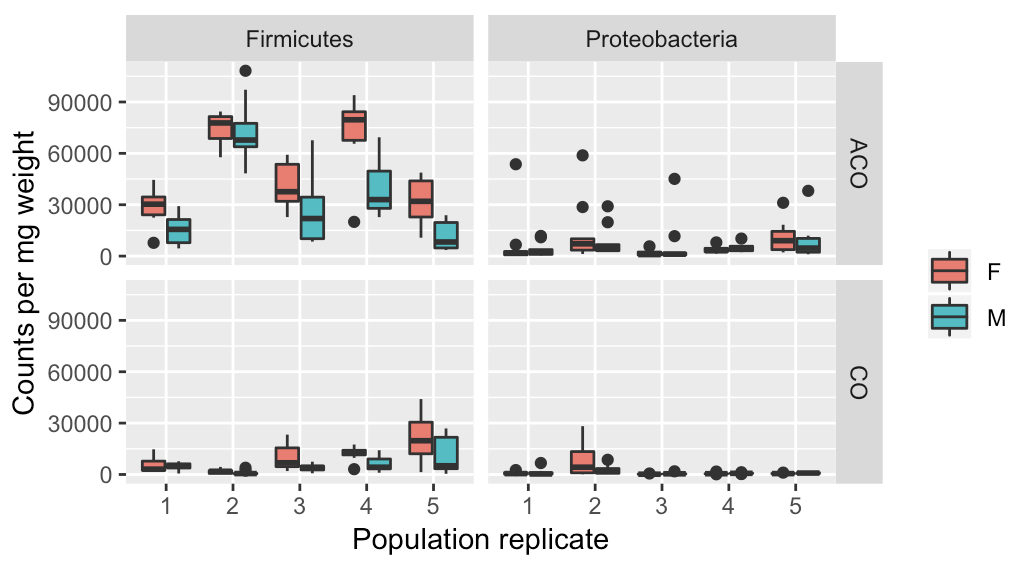 Firmicutes
Proteobacteria
Counts per mg weight
90000
60000
30000
0
ACO
90000
60000
30000
0
CO
1 2 3 4 5
1 2 3 4 5
Population replicate
F
M